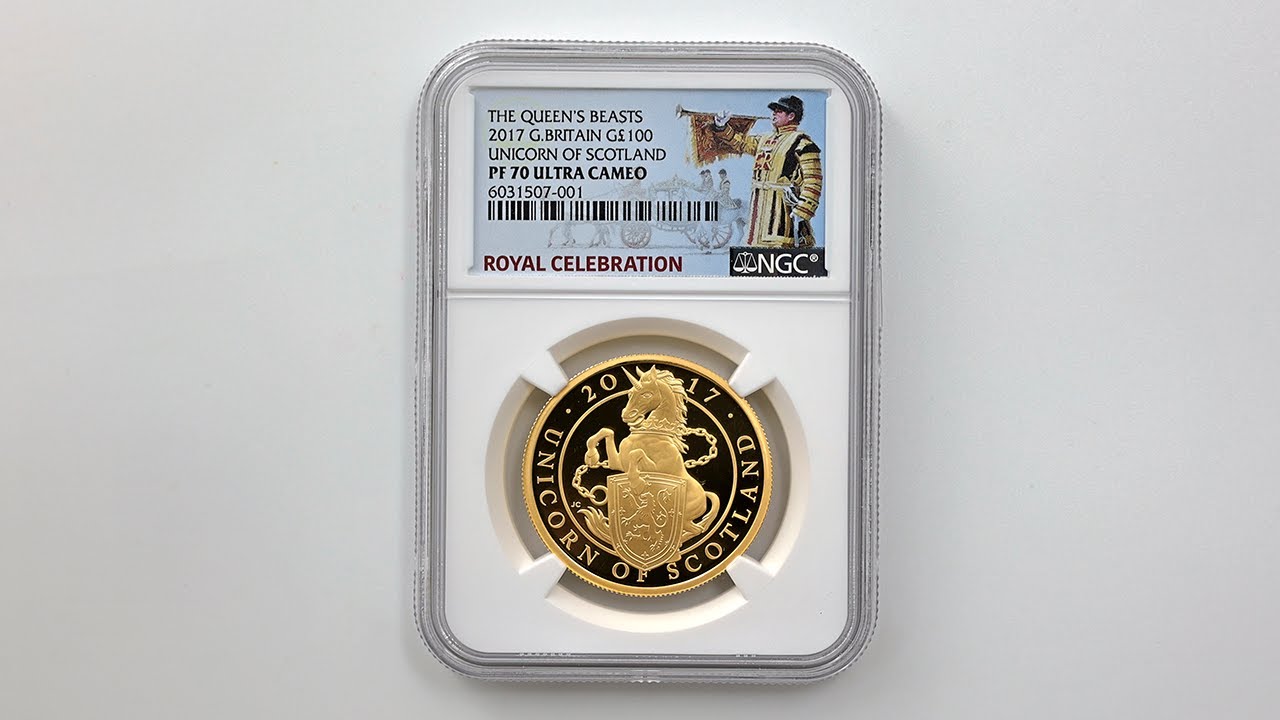 THE QUEEN'S BEASTS
2017 G.BRITAIN G£100
UNICORN OF SCOTLAND
PF 70 ULTRA CAMEO
6031507-001
ROYAL CELEBRATION
NGC®
· 2017 ·
UNICORN OF SCOTLAND
JC